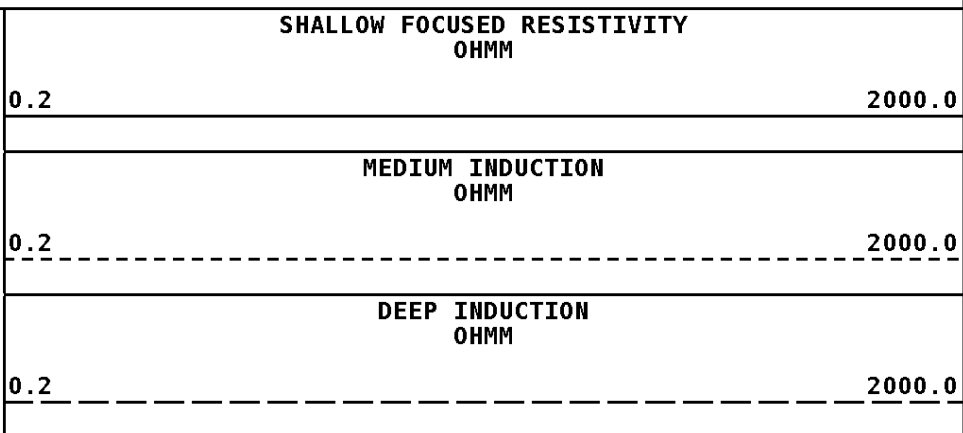 SHALLOW FOCUSED RESISTIVITY
OHMM
0.2 2000.0
MEDIUM INDUCTION
OHMM
0.2 2000.0
DEEP INDUCTION
OHMM
0.2 2000.0